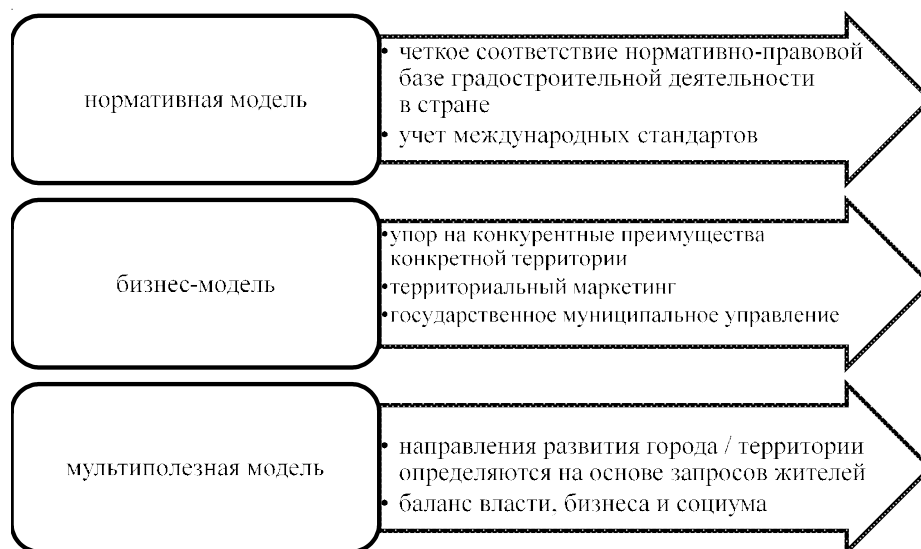 нормативная модель
• четкое соответствие нормативно-правовой
базе градостроительной деятельности
в стране
• учет международных стандартов
бизнес-модель
•упор на конкурентные преимущества
конкретной территории
•территориальный маркетинг
•государственное муниципальное управление
мультиполезная модель
• направления развития города / территории
определяются на основе запросов жителей
• баланс власти, бизнеса и социума